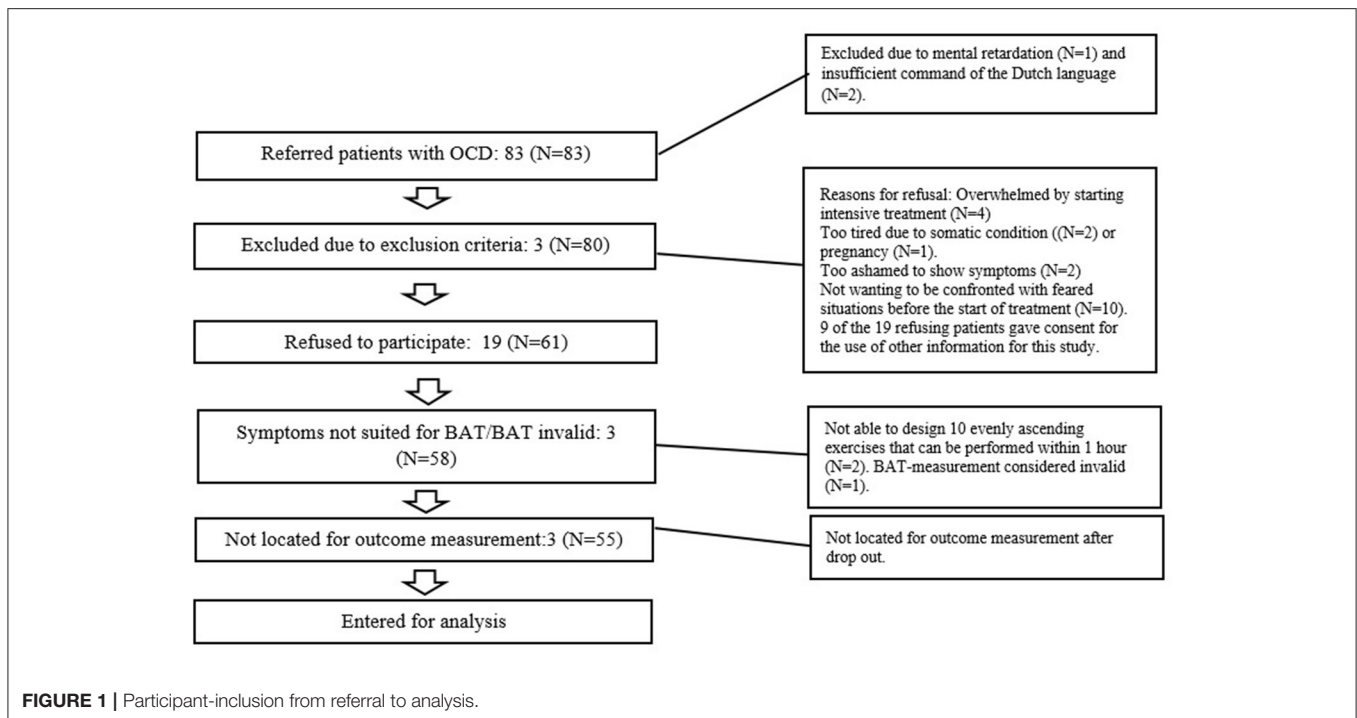 Excluded due to mental retardation (N=1) and
insufficient command of the Dutch language
(N=2).
Referred patients with OCD: 83 (N=83)
Excluded due to exclusion criteria: 3 (N=80)
Reasons for refusal: Overwhelmed by starting
intensive treatment (N=4)
Too tired due to somatic condition ((N=2) or
pregnancy (N=1).
Too ashamed to show symptoms (N=2)
Not wanting to be confronted with feared
situations before the start of treatment (N=10).
9 of the 19 refusing patients gave consent for
the use of other information for this study.
Refused to participate: 19 (N=61)
Symptoms not suited for BAT/BAT invalid: 3
(N=58)
Not able to design 10 evenly ascending
exercises that can be performed within 1 hour
(N=2). BAT-measurement considered invalid
(N=1).
Not located for outcome measurement:3 (N=55)
Not located for outcome measurement after
drop out.
Entered for analysis
FIGURE 1 | Participant-inclusion from referral to analysis.